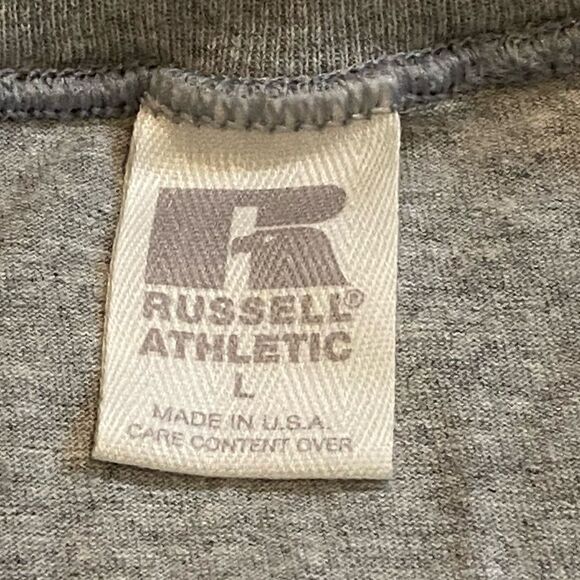 R
RUSSELL®
ATHLETIC
L
MADE IN U.S.A.
CARE CONTENT OVER